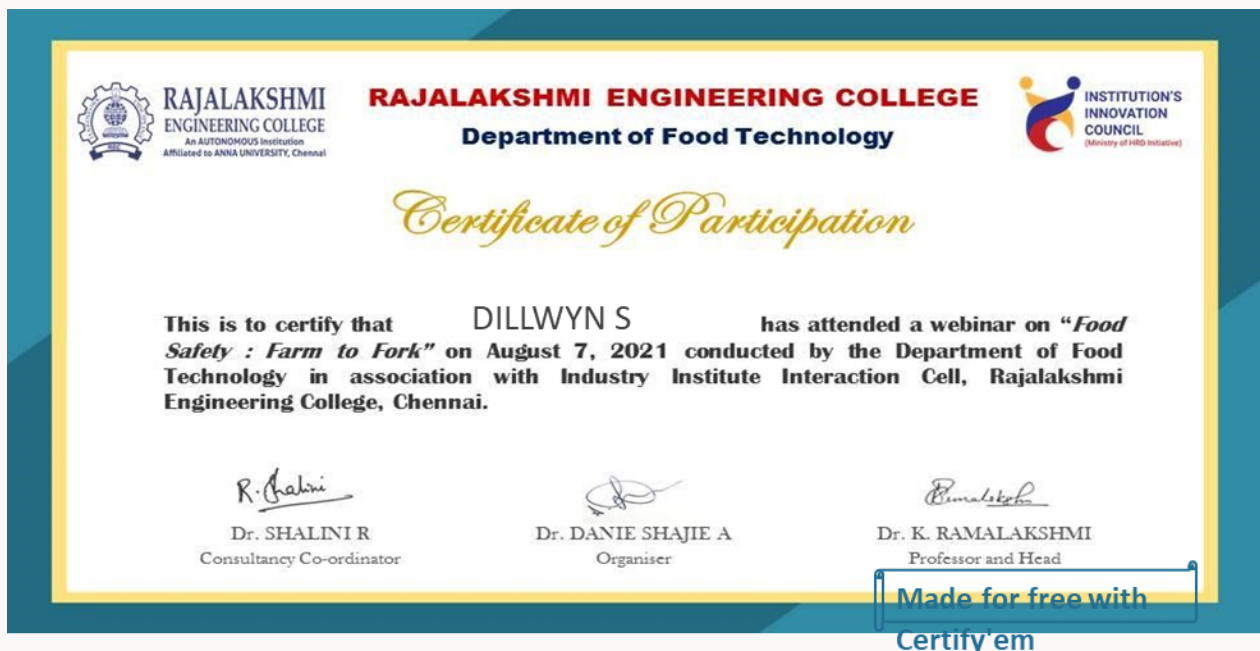 RAJALAKSHMI
ENGINEERING COLLEGE
An AUTONOMOUS Institution
Affiliated to ANNA UNIVERSITY, Chennai
REC
RAJALAKSHMI ENGINEERING COLLEGE
Department of Food Technology
INSTITUTION'S
INNOVATION
COUNCIL
(Ministry of HRD Initiative)
Certificate of Participation
This is to certify that DILLWYN S has attended a webinar on “Food
Safety : Farm to Fork” on August 7, 2021 conducted by the Department of Food
Technology in association with Industry Institute Interaction Cell, Rajalakshmi
Engineering College, Chennai.
R. Shalini
Dr. SHALINI R
Consultancy Co-ordinator
Dr. DANIE SHAJIE A
Organiser
Dr. K. RAMALAKSHMI
Professor and Head
Made for free with
Certify'em